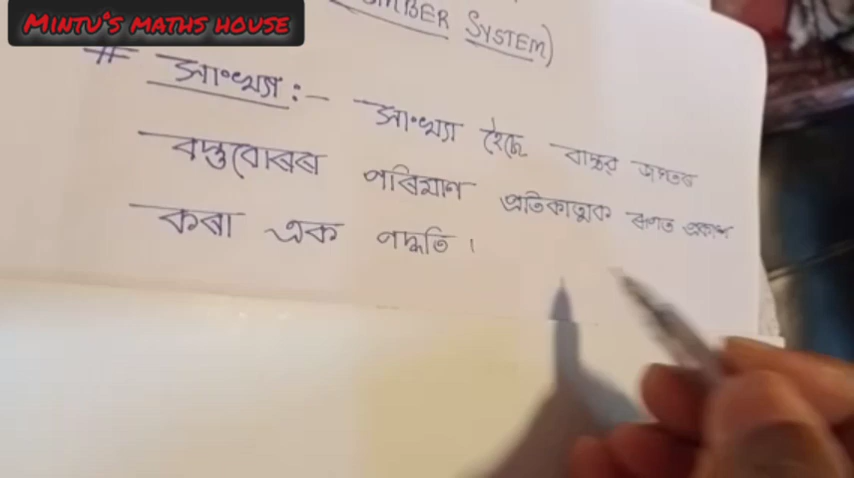 MINTU'S MATHS HOUSE
SYSTEM)
# সাংখ্যা :- সাংখ্যা হৈছে বাস্তৱ জগতৰ
বস্তুবোৰৰ পৰিমাণ প্ৰতিকাত্মক ৰূপত প্ৰকাশ
কৰা এক পদ্ধতি ।